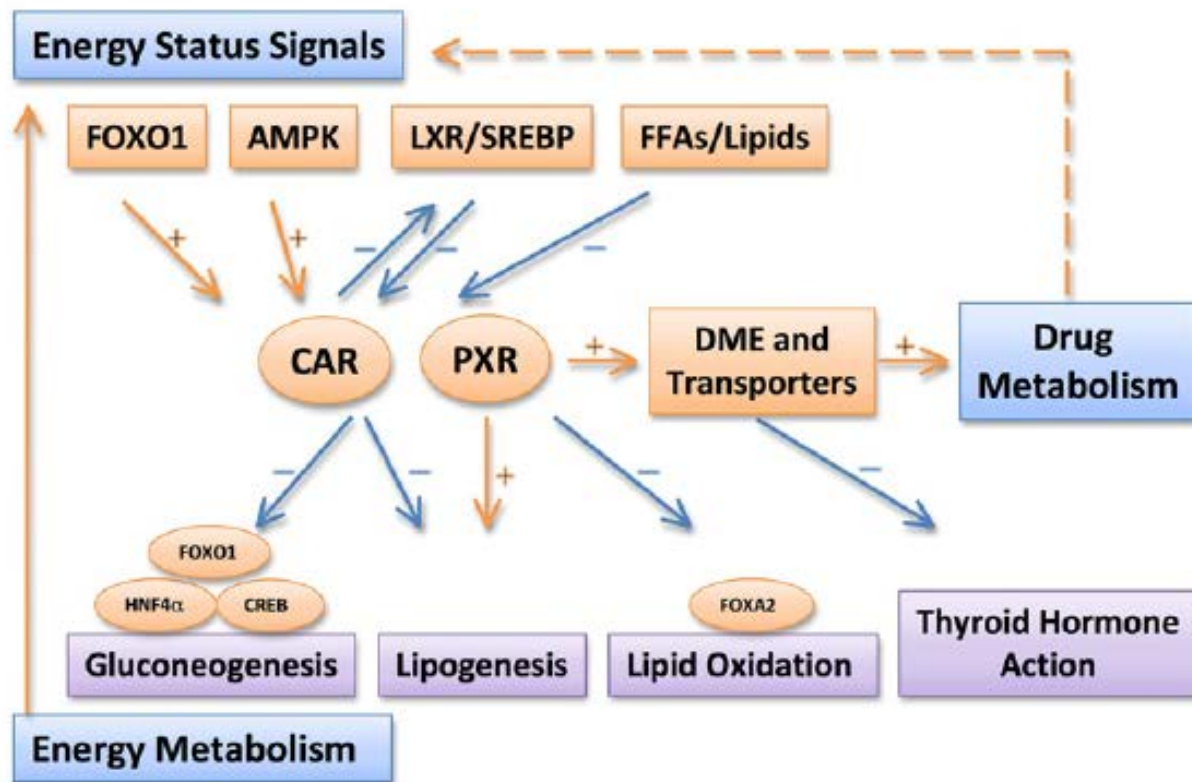 Energy Status Signals
FOXO1
AMPK
LXR/SREBP
FFAs/Lipids
+
+
−
−
−
CAR
PXR
+
DME and
Transporters
+
Drug
Metabolism
−
−
+
−
−
FOXO1
HNF4α
CREB
FOXA2
Gluconeogenesis
Lipogenesis
Lipid Oxidation
Thyroid Hormone
Action
Energy Metabolism